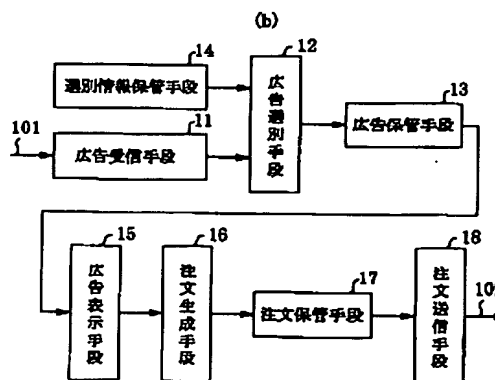 (b)
14
選別情報保管手段
12
広告選別手段
13
広告保管手段
101
11
広告受信手段
15
広告表示手段
16
注文生成手段
17
注文保管手段
18
注文送信手段